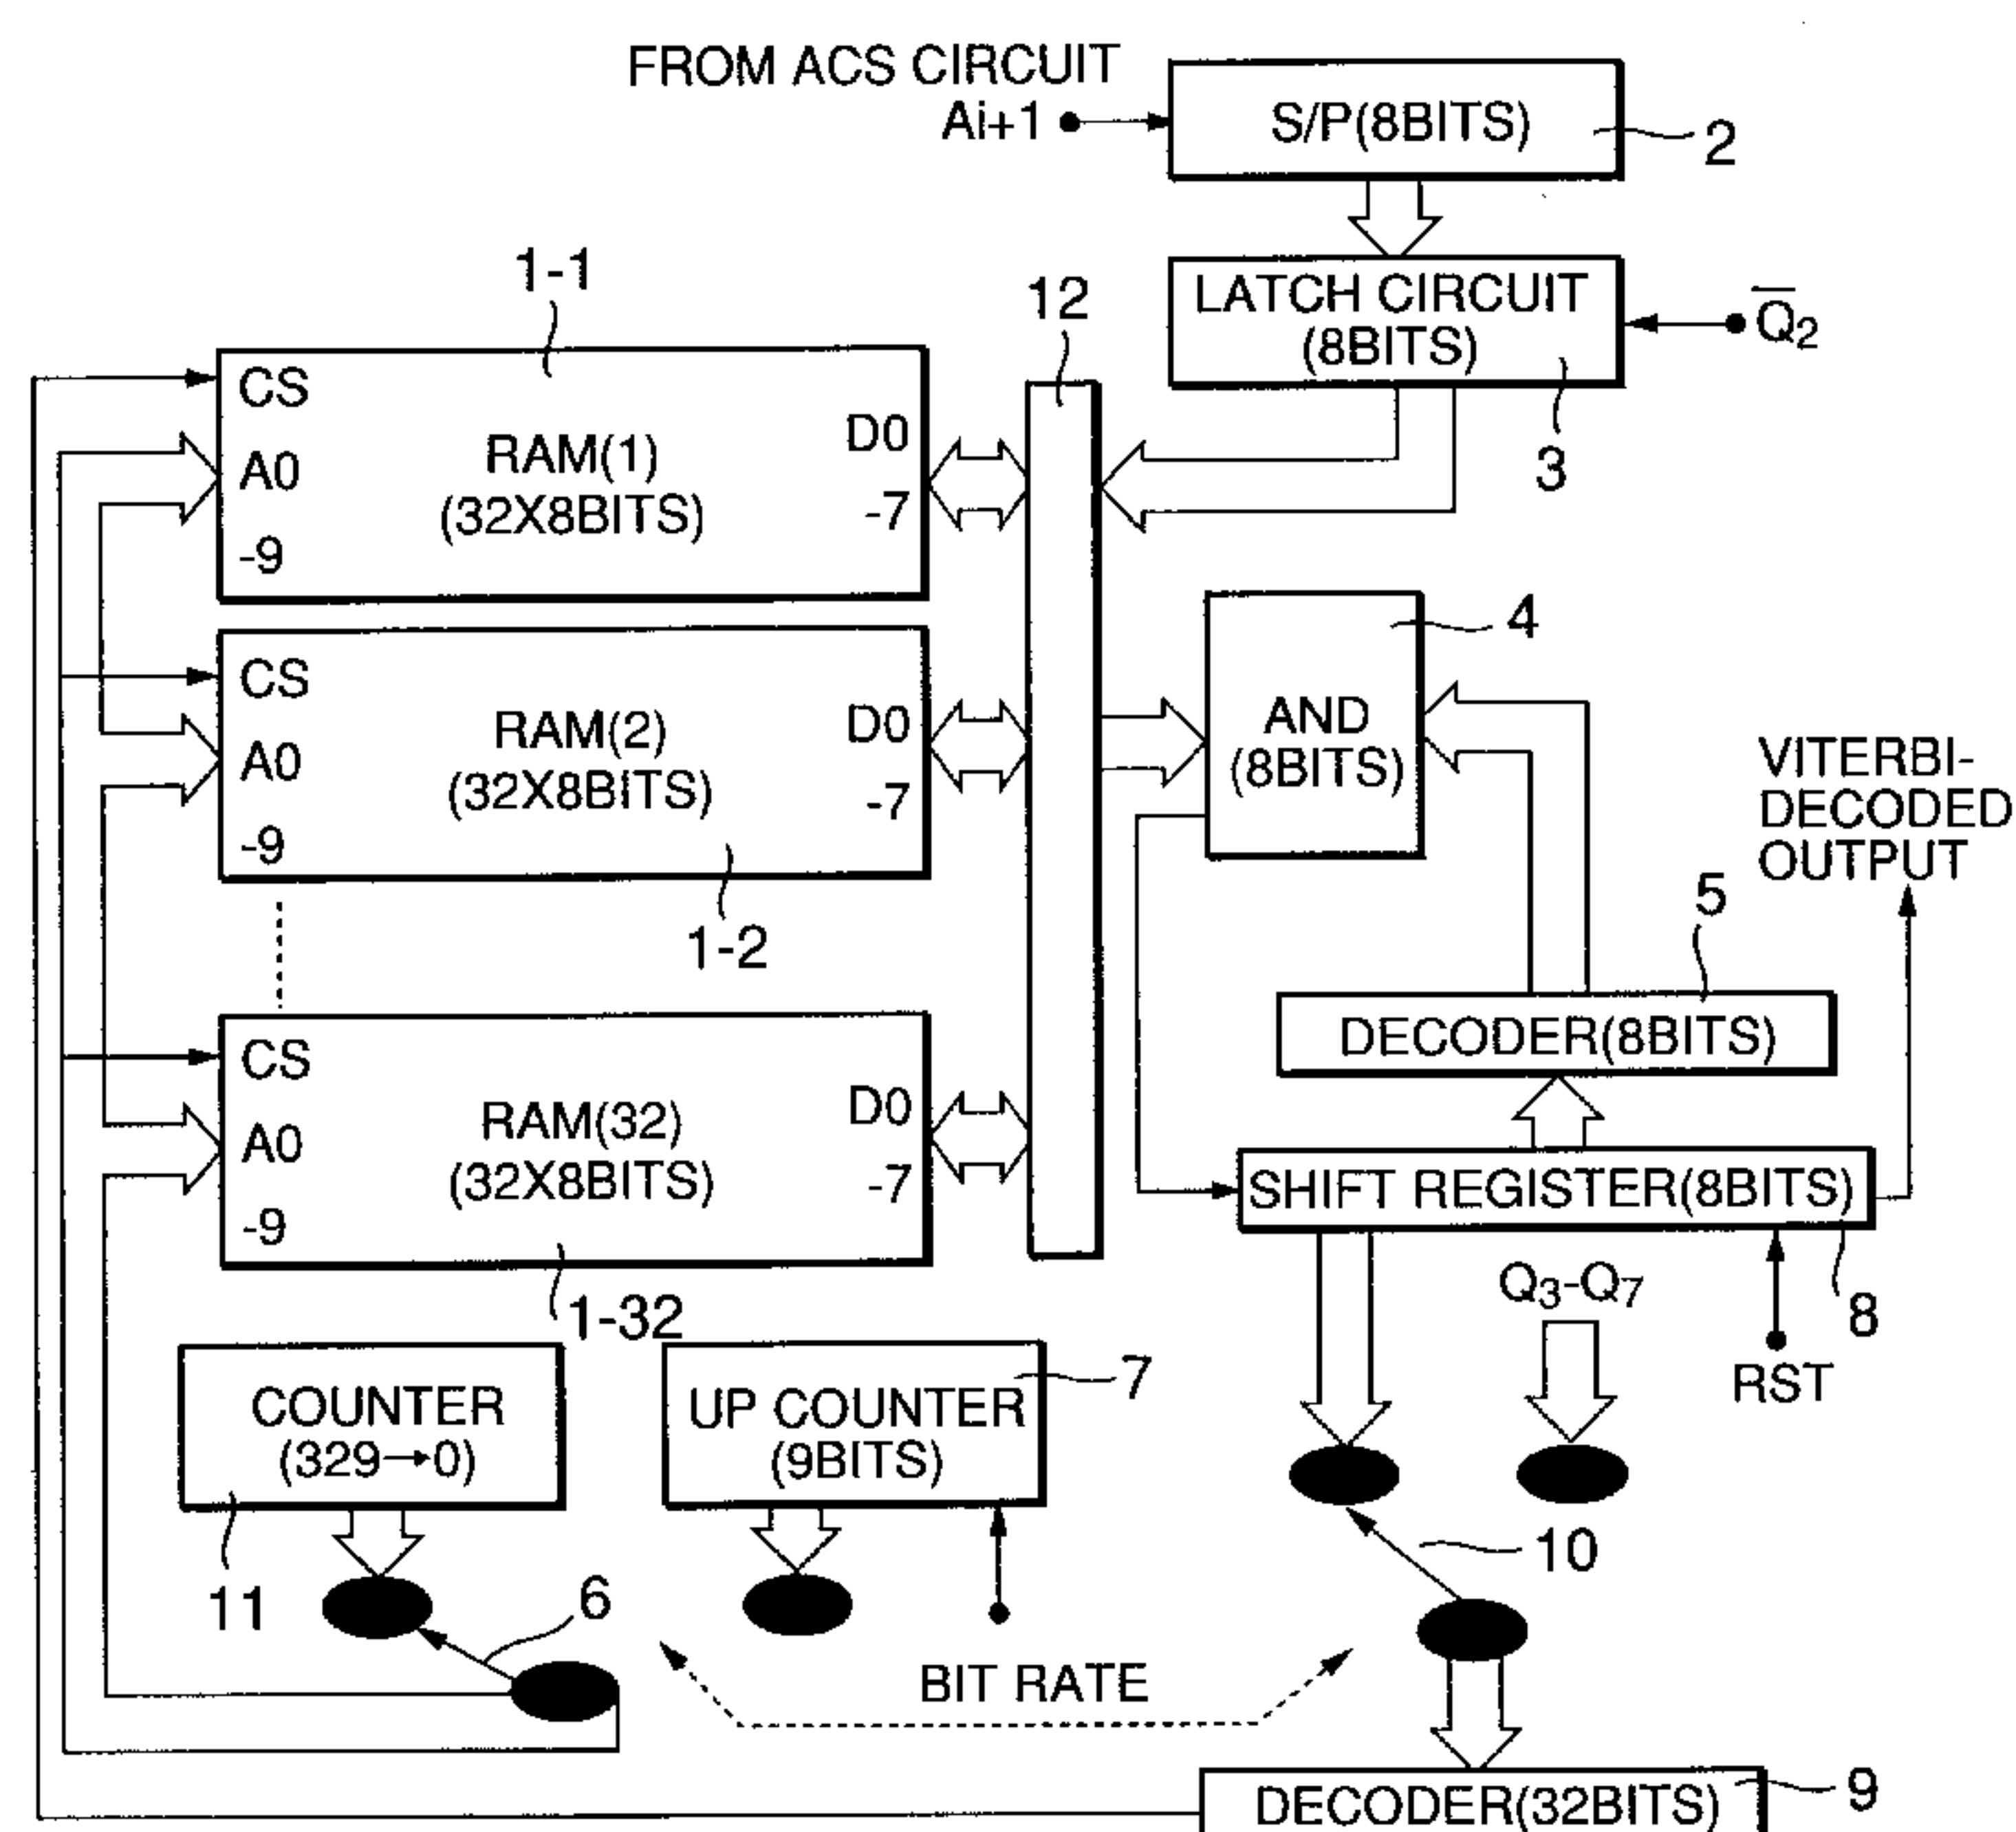 FROM ACS CIRCUIT
Ai+1
S/P(8BITS)
2
LATCH CIRCUIT
(8BITS)
Q̅2
3
1-1
12
CS
A0
-9
RAM(1)
(32X8BITS)
D0
-7
CS
A0
-9
RAM(2)
(32X8BITS)
D0
-7
1-2
4
AND
(8BITS)
VITERBI-
DECODED
OUTPUT
5
DECODER(8BITS)
CS
A0
-9
RAM(32)
(32X8BITS)
D0
-7
1-32
SHIFT REGISTER(8BITS)
Q3-Q7
8
RST
COUNTER
(329→0)
11
UP COUNTER
(9BITS)
7
6
10
BIT RATE
DECODER(32BITS)
9